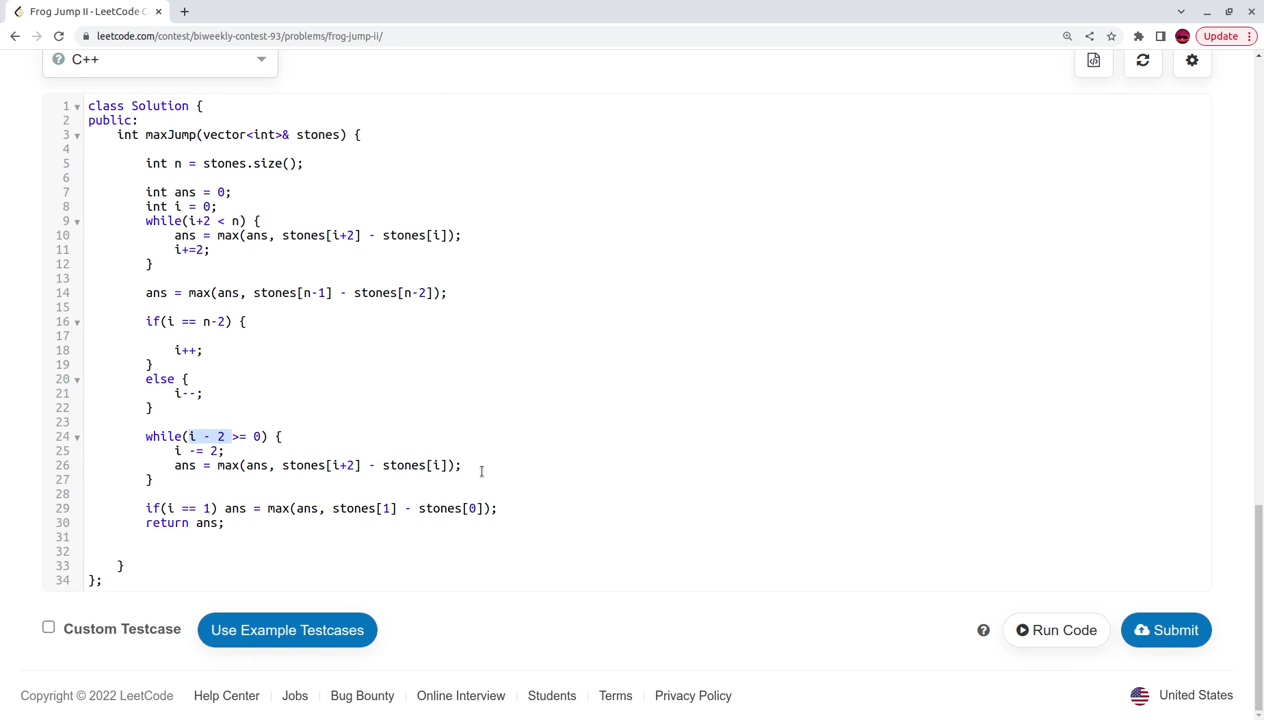 Frog Jump II - LeetCode C
leetcode.com/contest/biweekly-contest-93/problems/frog-jump-ii/
Update
C++
1 class Solution {
2 public:
3     int maxJump(vector<int>& stones) {
4
5         int n = stones.size();
6
7         int ans = 0;
8         int i = 0;
9         while(i+2 < n) {
10             ans = max(ans, stones[i+2] - stones[i]);
11             i+=2;
12         }
13
14         ans = max(ans, stones[n-1] - stones[n-2]);
15
16         if(i == n-2) {
17
18             i++;
19         }
20         else {
21             i--;
22         }
23
24         while(i - 2 >= 0) {
25             i -= 2;
26             ans = max(ans, stones[i+2] - stones[i]);
27         }
28
29         if(i == 1) ans = max(ans, stones[1] - stones[0]);
30         return ans;
31
32
33     }
34 };
Custom Testcase Use Example Testcases ? Run Code Submit
Copyright © 2022 LeetCode Help Center Jobs Bug Bounty Online Interview Students Terms Privacy Policy United States